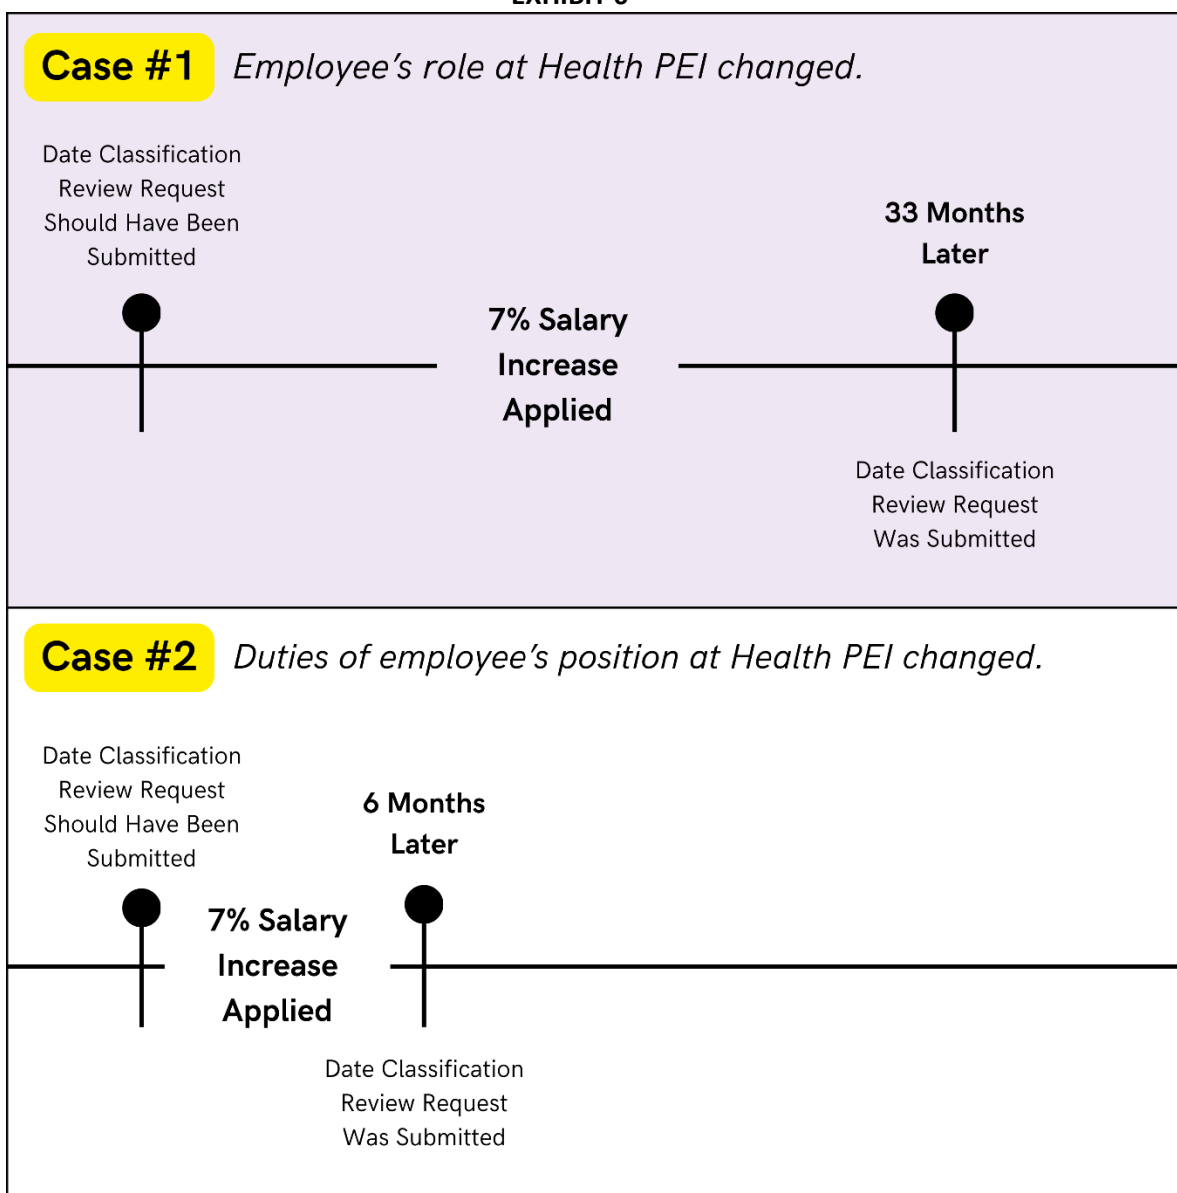 Case #1 Employee's role at Health PEI changed.
Date Classification
Review Request
Should Have Been
Submitted
33 Months
Later
7% Salary
Increase
Applied
Date Classification
Review Request
Was Submitted
Case #2 Duties of employee's position at Health PEI changed.
Date Classification
Review Request
Should Have Been
Submitted
6 Months
Later
7% Salary
Increase
Applied
Date Classification
Review Request
Was Submitted